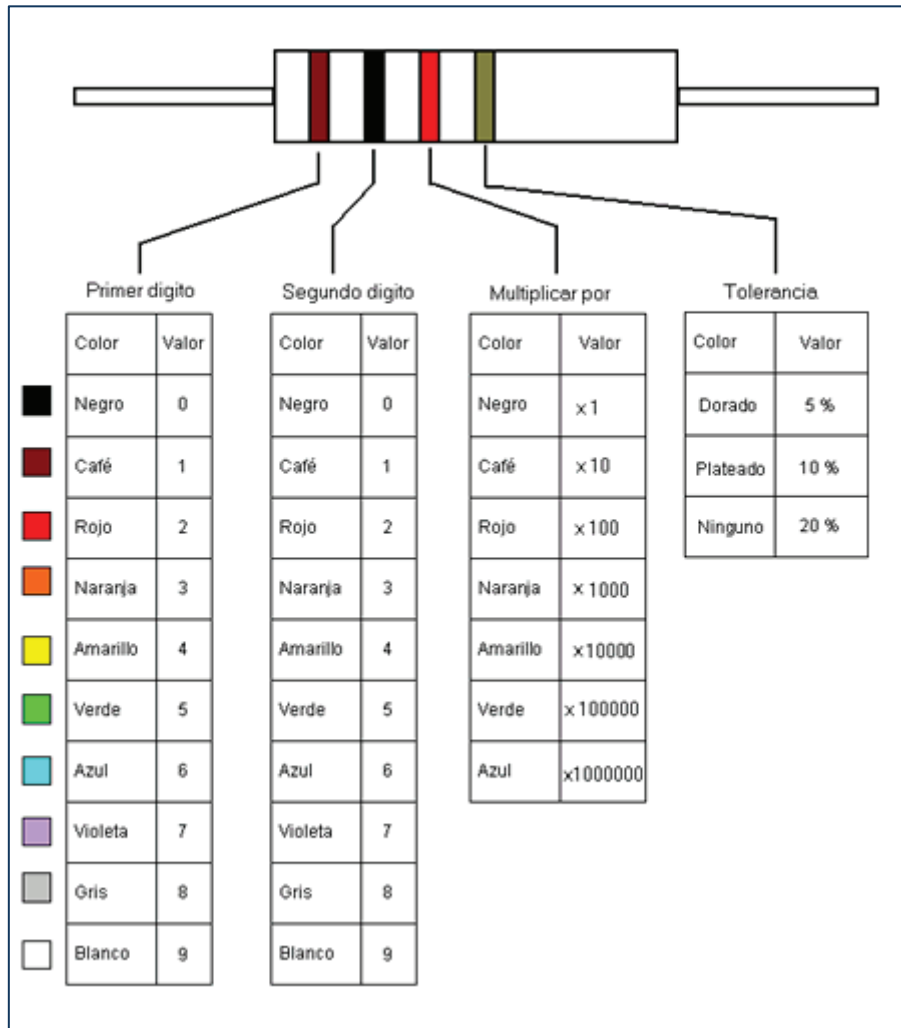 Primer digito Segundo digito Multiplicar por Tolerancia
Color Valor Color Valor Color Valor Color Valor
Negro 0 Negro 0 Negro x1 Dorado 5 %
Café 1 Café 1 Café x10 Plateado 10 %
Rojo 2 Rojo 2 Rojo x100 Ninguno 20 %
Naranja 3 Naranja 3 Naranja x1000
Amarillo 4 Amarillo 4 Amarillo x10000
Verde 5 Verde 5 Verde x100000
Azul 6 Azul 6 Azul x1000000
Violeta 7 Violeta 7
Gris 8 Gris 8
Blanco 9 Blanco 9